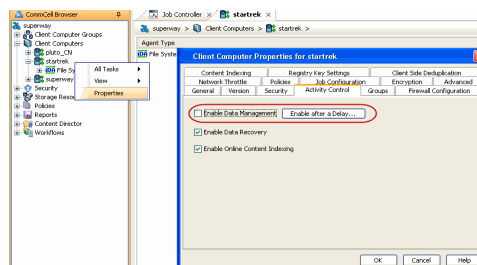 CommCell Browser
Job Controller
startrek
superway
Client Computer Groups
Client Computers
pluto_CN
startrek
File Sy
superway
Security
Storage Resou
Policies
Reports
Content Director
Workflows
All Tasks
View
Properties
superway > Client Computers > startrek >
Agent Type
File System
Client Computer Properties for startrek
Content Indexing
Registry Key Settings
Client Side Deduplication
Network Throttle
Policies
Job Configuration
Encryption
Advanced
General
Version
Security
Activity Control
Groups
Firewall Configuration
Enable Data Management
Enable after a Delay...
Enable Data Recovery
Enable Online Content Indexing
OK
Cancel
Help